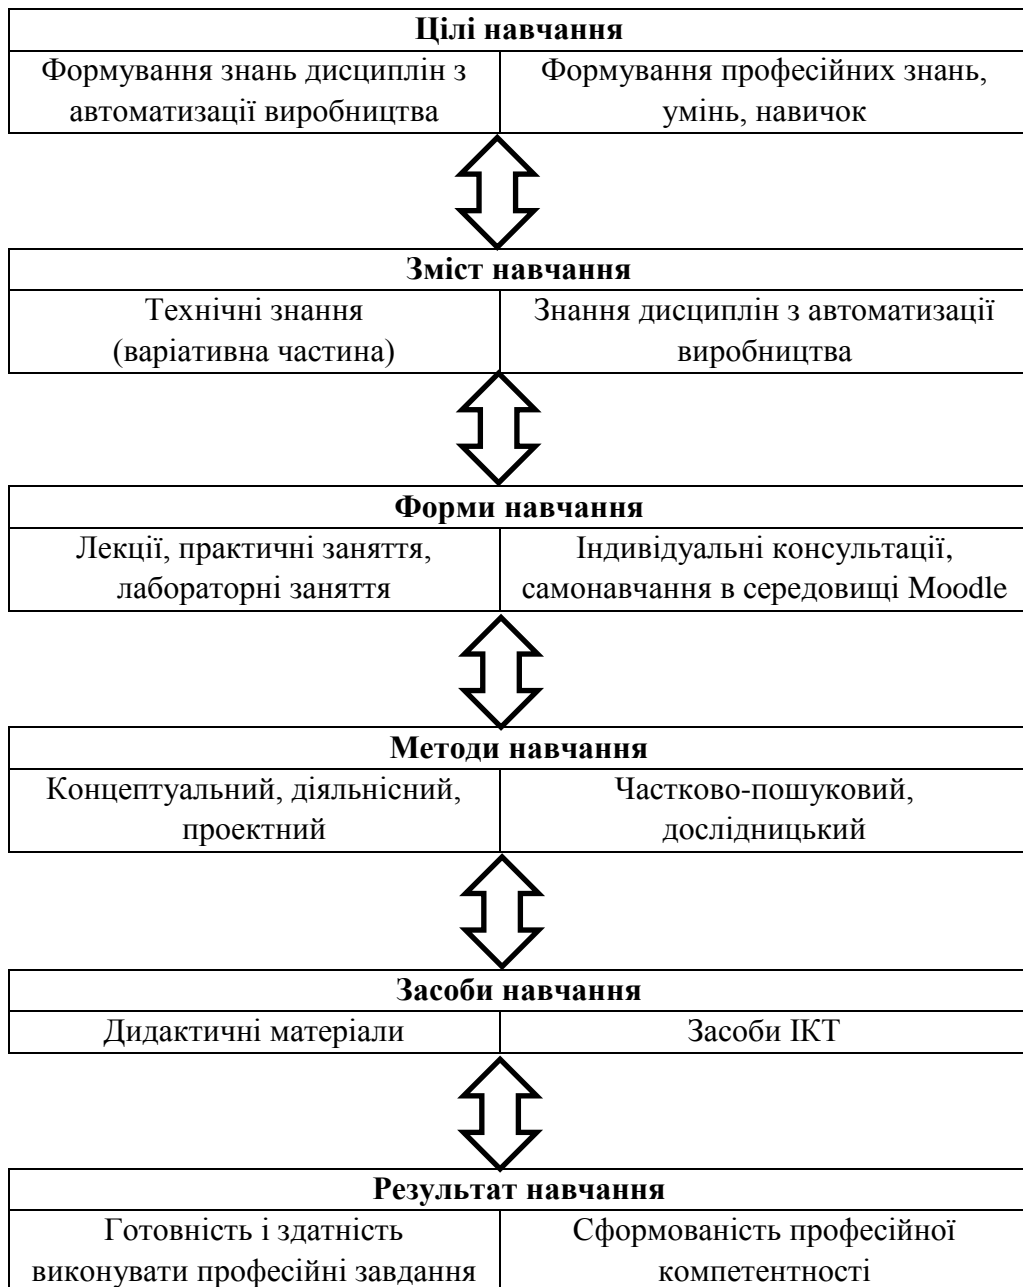 Цілі навчання
Формування знань дисциплін з
автоматизації виробництва
Формування професійних знань,
умінь, навичок
Зміст навчання
Технічні знання
(варіативна частина)
Знання дисциплін з автоматизації
виробництва
Форми навчання
Лекції, практичні заняття,
лабораторні заняття
Індивідуальні консультації,
самонавчання в середовищі Moodle
Методи навчання
Концептуальний, діяльнісний,
проектний
Частково-пошуковий,
дослідницький
Засоби навчання
Дидактичні матеріали
Засоби ІКТ
Результат навчання
Готовність і здатність
виконувати професійні завдання
Сформованість професійної
компетентності